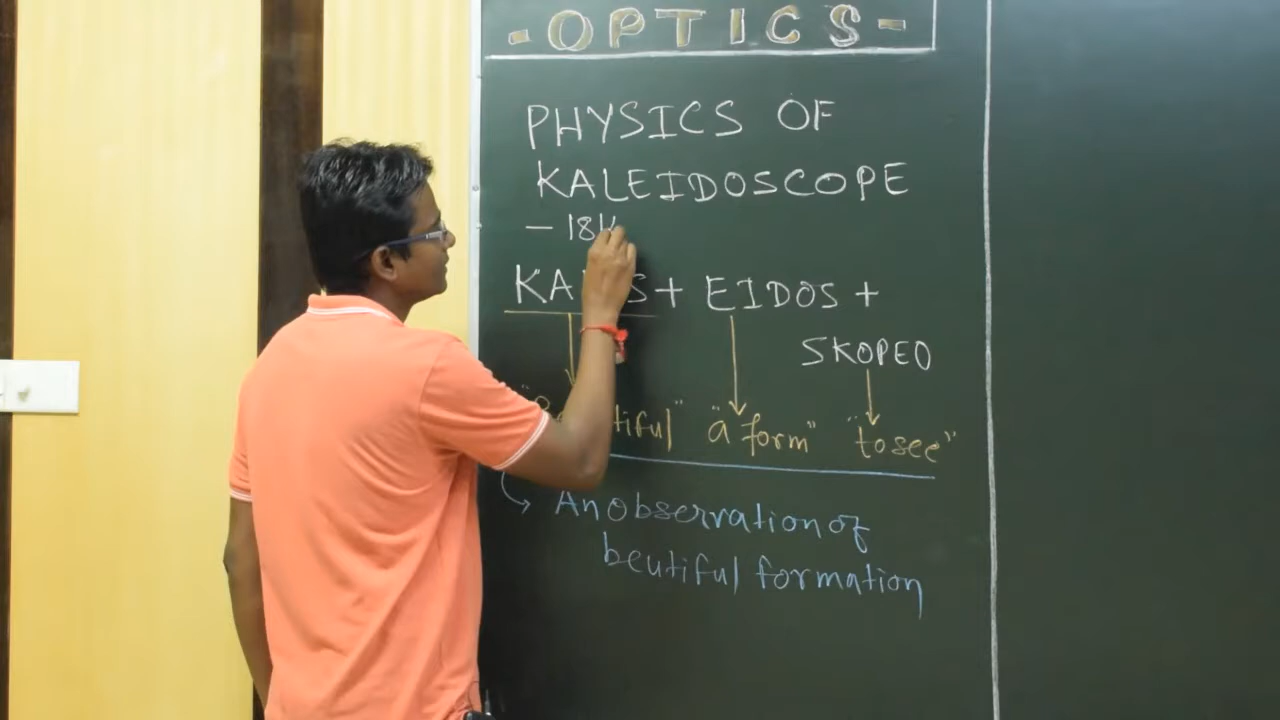 -OPTICS-
PHYSICS OF
KALEIDOSCOPE
- 18
+ EIDOS +
SKOPEO
"a form" "to see"
An observation of
beutiful formation